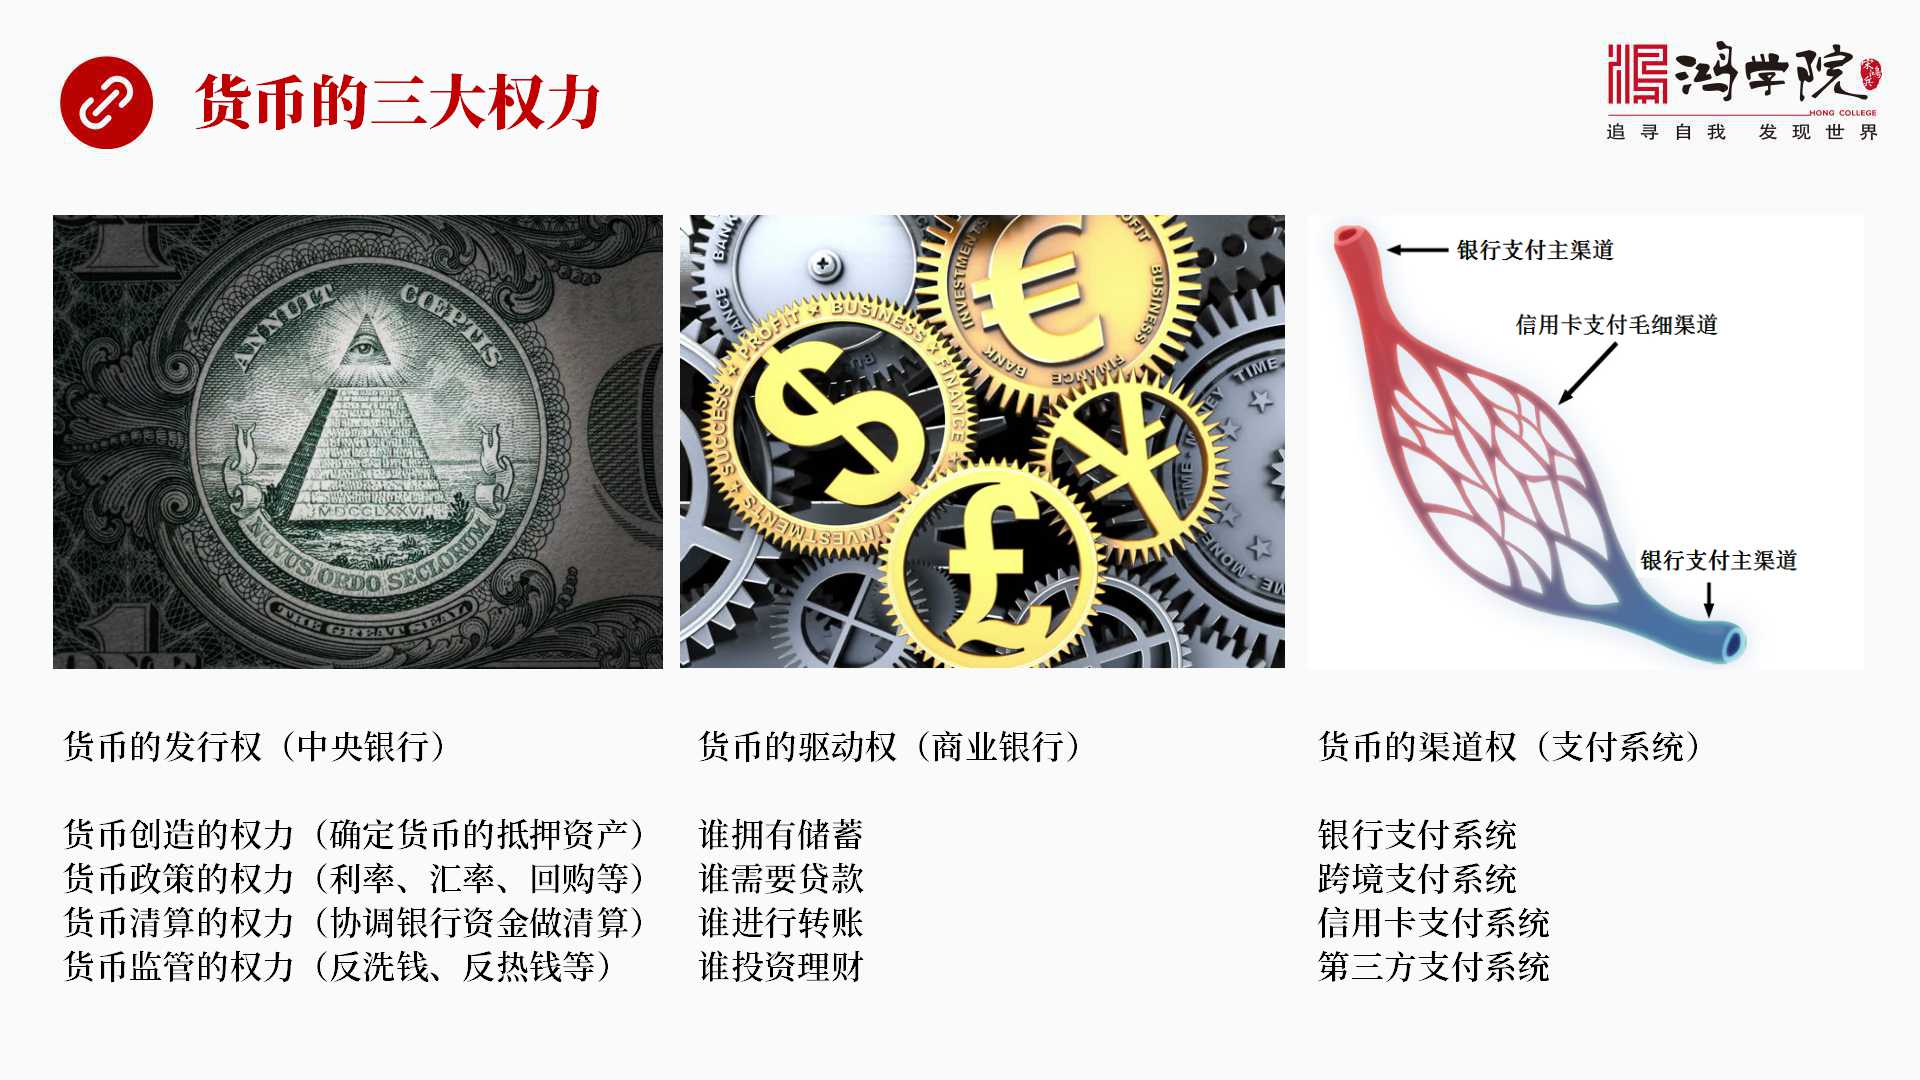 货币的三大权力
鸿学院
宋鸿兵
HONG COLLEGE
追寻自我 发现世界
ANNUIT CŒPTIS
MDCCLXXVI
NOVUS ORDO SECLORUM
THE GREAT SEAL
BANK
PROFIT ★ BUSINESS ★ FINANCE ★
INVESTMENTS ★ SUCCESS ★
INVESTMENTS
PROFIT
BUSINESS
FINANCE
BANK
TIME
TIME - MONEY
银行支付主渠道
信用卡支付毛细渠道
银行支付主渠道
货币的发行权（中央银行）
货币创造的权力（确定货币的抵押资产）
货币政策的权力（利率、汇率、回购等）
货币清算的权力（协调银行资金做清算）
货币监管的权力（反洗钱、反热钱等）
货币的驱动权（商业银行）
谁拥有储蓄
谁需要贷款
谁进行转账
谁投资理财
货币的渠道权（支付系统）
银行支付系统
跨境支付系统
信用卡支付系统
第三方支付系统